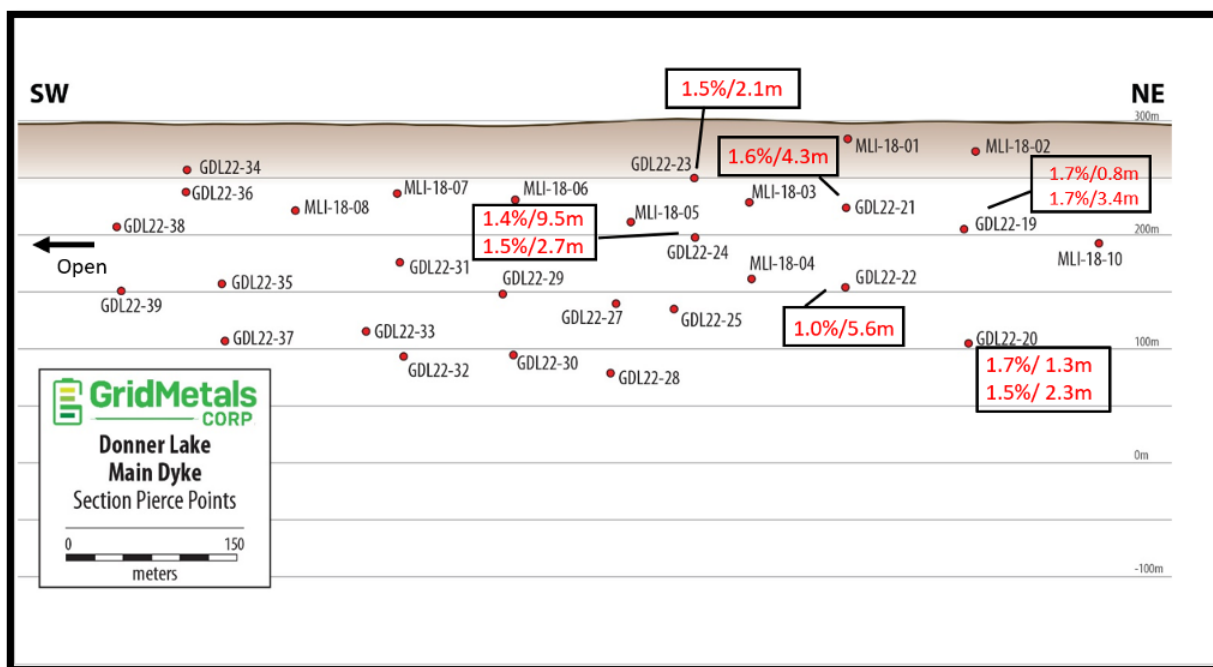 SW
NE
1.5%/2.1m
300m
MLI-18-01
MLI-18-02
GDL22-23
1.6%/4.3m
GDL22-34
1.7%/0.8m
1.7%/3.4m
GDL22-36
MLI-18-07
MLI-18-06
MLI-18-03
MLI-18-08
GDL22-21
MLI-18-05
1.4%/9.5m
1.5%/2.7m
GDL22-38
GDL22-19
200m
GDL22-24
MLI-18-10
Open
GDL22-31
MLI-18-04
GDL22-29
GDL22-22
GDL22-35
GDL22-39
GDL22-27
GDL22-25
1.0%/5.6m
GDL22-33
GDL22-37
GDL22-20
100m
GDL22-32
GDL22-30
GDL22-28
1.7%/ 1.3m
1.5%/ 2.3m
GridMetals
CORP
Donner Lake
Main Dyke
Section Pierce Points
0 150
meters
0m
-100m